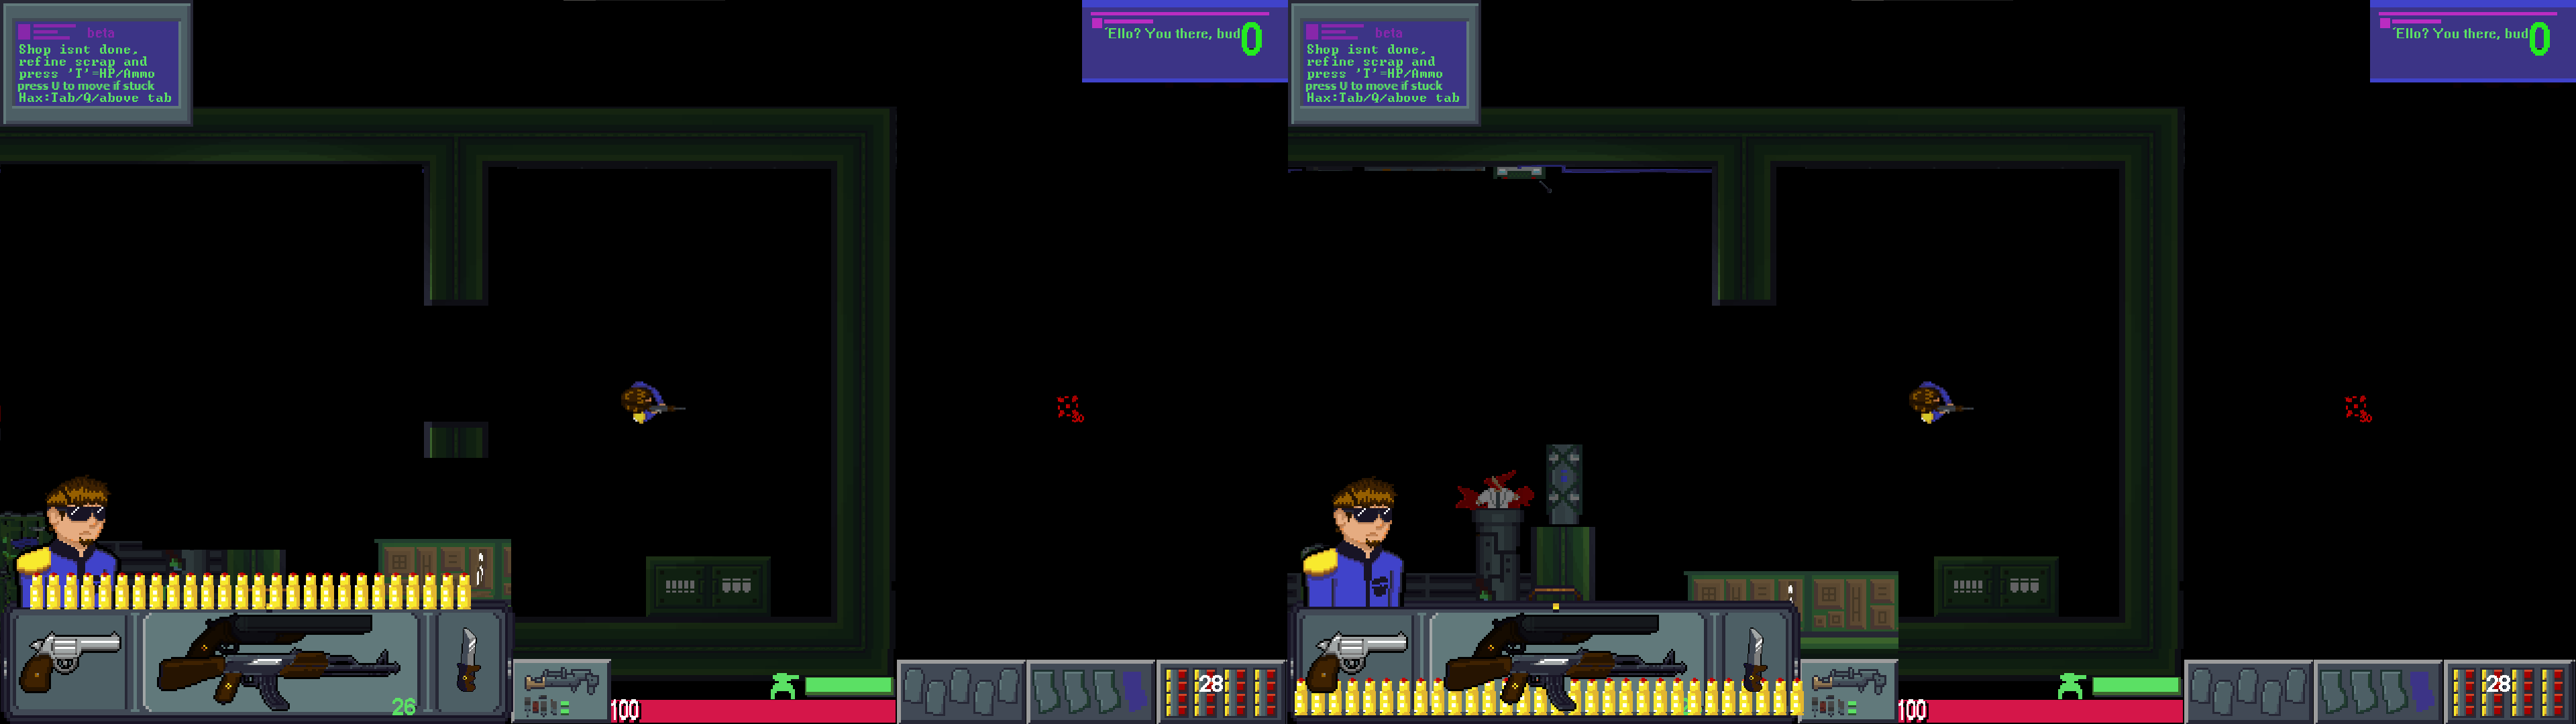 beta
Shop isnt done,
refine scrap and
press 'T'=HP/Ammo
press U to move if stuck
Hax:Tab/Q/above tab
'Ello? You there, bud
0
30
26
100
28
beta
Shop isnt done,
refine scrap and
press 'T'=HP/Ammo
press U to move if stuck
Hax:Tab/Q/above tab
'Ello? You there, bud
0
30
100
28